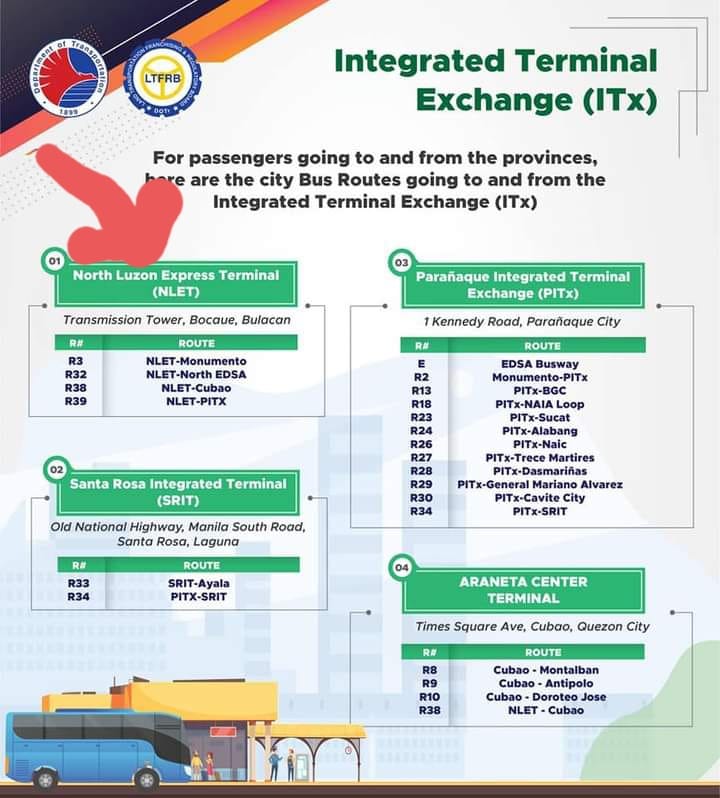 Department of Transportation
1899
LAND TRANSPORTATION FRANCHISING & REGULATORY BOARD
LTFRB
DOTr
Integrated Terminal
Exchange (ITx)
For passengers going to and from the provinces,
here are the city Bus Routes going to and from the
Integrated Terminal Exchange (ITx)
01
North Luzon Express Terminal
(NLET)
Transmission Tower, Bocaue, Bulacan
R# ROUTE
R3 NLET-Monumento
R32 NLET-North EDSA
R38 NLET-Cubao
R39 NLET-PITX
02
Santa Rosa Integrated Terminal
(SRIT)
Old National Highway, Manila South Road,
Santa Rosa, Laguna
R# ROUTE
R33 SRIT-Ayala
R34 PITX-SRIT
03
Parañaque Integrated Terminal
Exchange (PITx)
1 Kennedy Road, Parañaque City
R# ROUTE
E EDSA Busway
R2 Monumento-PITx
R13 PITx-BGC
R18 PITx-NAIA Loop
R23 PITx-Sucat
R24 PITx-Alabang
R26 PITx-Naic
R27 PITx-Trece Martires
R28 PITx-Dasmariñas
R29 PITx-General Mariano Alvarez
R30 PITx-Cavite City
R34 PITx-SRIT
04
ARANETA CENTER
TERMINAL
Times Square Ave, Cubao, Quezon City
R# ROUTE
R8 Cubao - Montalban
R9 Cubao - Antipolo
R10 Cubao - Doroteo Jose
R38 NLET - Cubao